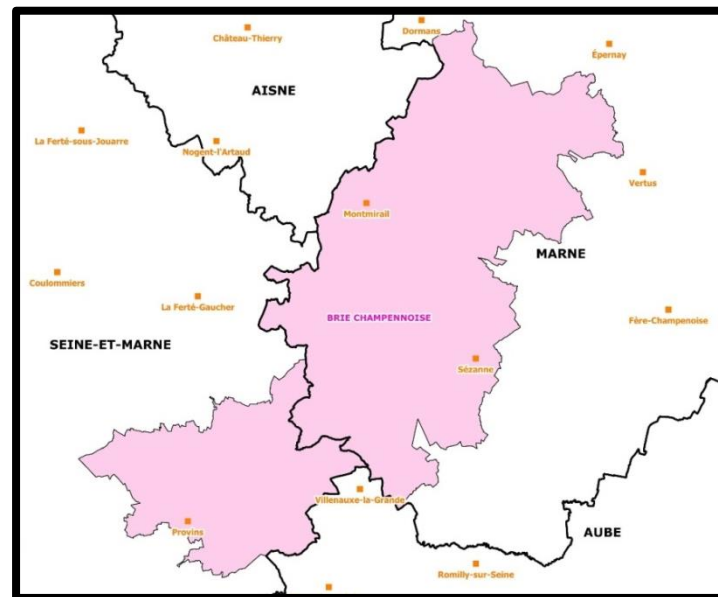 Dormans
Château-Thierry
Épernay
AISNE
La Ferté-sous-Jouarre
Nogent-l'Artaud
Vertus
Montmirail
MARNE
Coulommiers
La Ferté-Gaucher
Fère-Champenoise
BRIE CHAMPENNOISE
SEINE-ET-MARNE
Sézanne
Villenauxe-la-Grande
Provins
AUBE
Romilly-sur-Seine